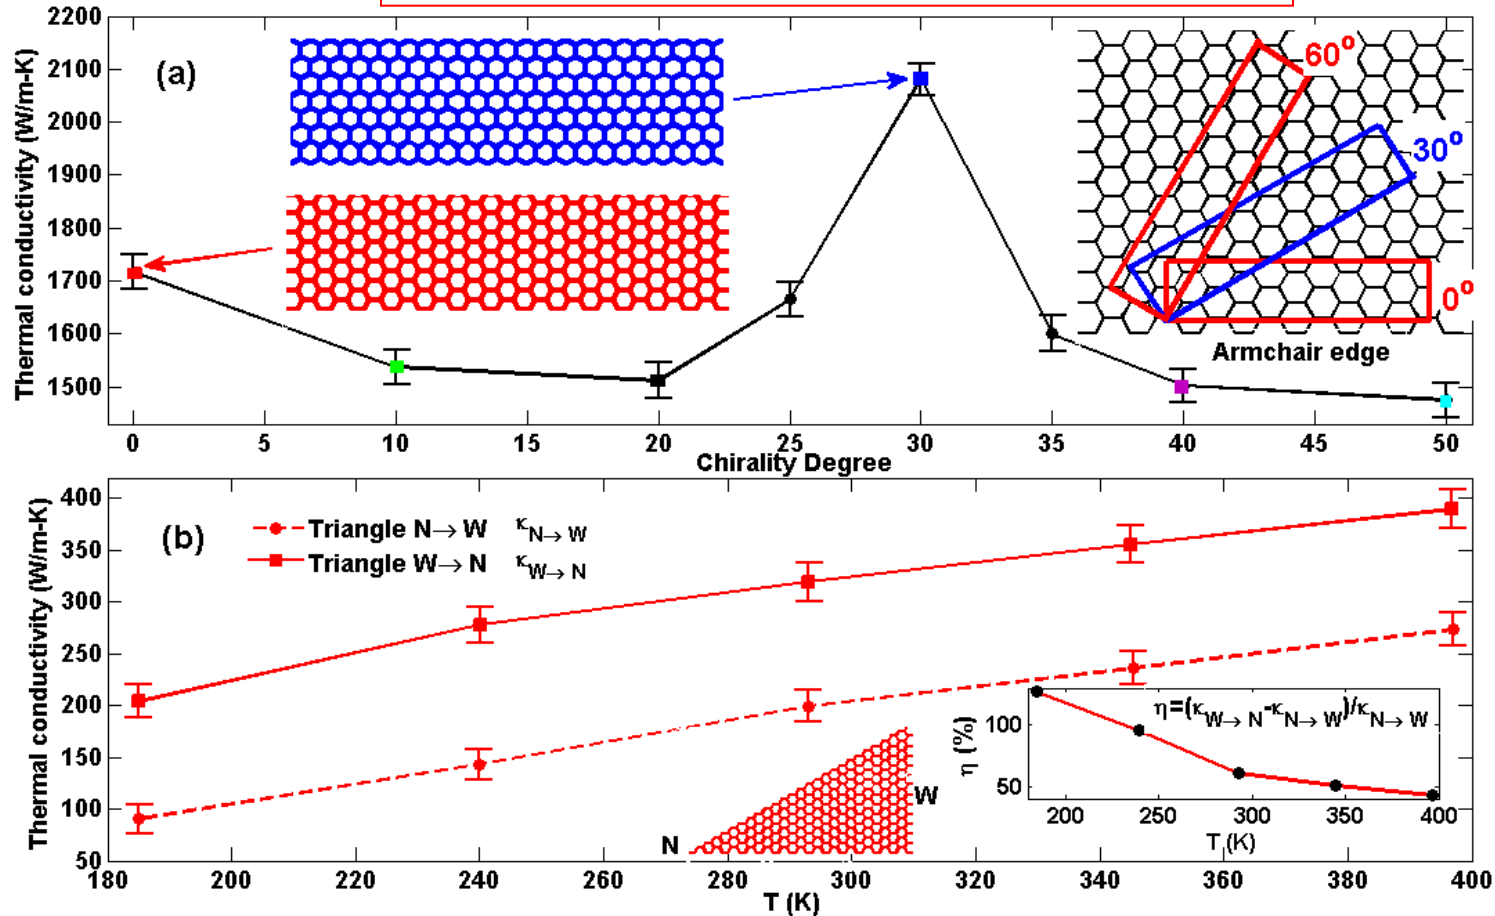 2200
2100
2000
1900
1800
1700
1600
1500
Thermal conductivity (W/m-K)
(a)
60°
30°
0°
Armchair edge
0 5 10 15 20 25 30 35 40 45 50
Chirality Degree
400
350
300
250
200
150
100
50
Thermal conductivity (W/m-K)
(b)
Triangle N→ W κN→ W
Triangle W→ N κW→ N
N
W
η=(κW→ N-κN→ W)/κN→ W
100
50
η (%)
200 250 300 350 400
T (K)
180 200 220 240 260 280 300 320 340 360 380 400
T (K)